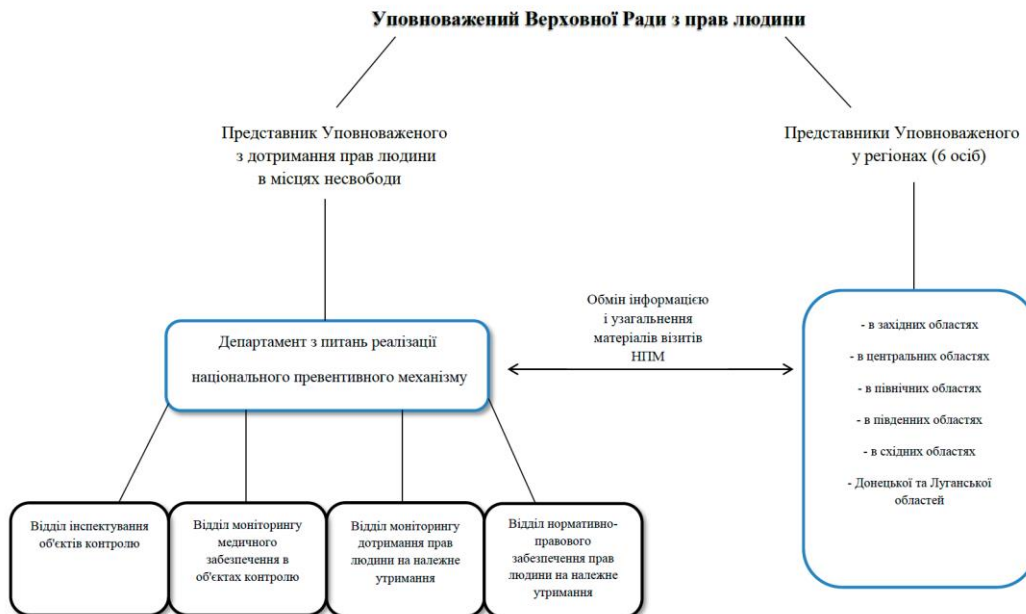 Уповноважений Верховної Ради з прав людини
Представник Уповноваженого
з дотримання прав людини
в місцях несвободи
Представники Уповноваженого
у регіонах (6 осіб)
Департамент з питань реалізації
національного превентивного механізму
Обмін інформацією
і узагальнення
матеріалів візитів
НПМ
- в західних областях
- в центральних областях
- в північних областях
- в південних областях
- в східних областях
- Донецької та Луганської
областей
Відділ інспектування
об'єктів контролю
Відділ моніторингу
медичного
забезпечення в
об'єктах контролю
Відділ моніторингу
дотримання прав
людини на належне
утримання
Відділ нормативно-
правового
забезпечення прав
людини на належне
утримання